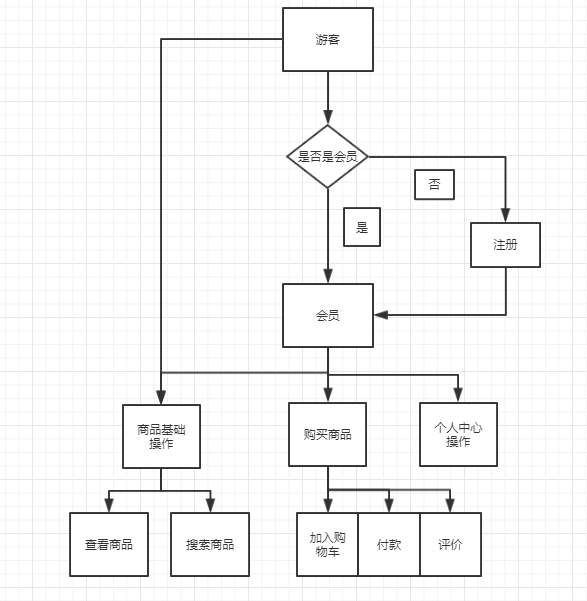 游客
是否是会员
否
是
注册
会员
商品基础
操作
购买商品
个人中心
操作
查看商品
搜索商品
加入购
物车
付款
评价